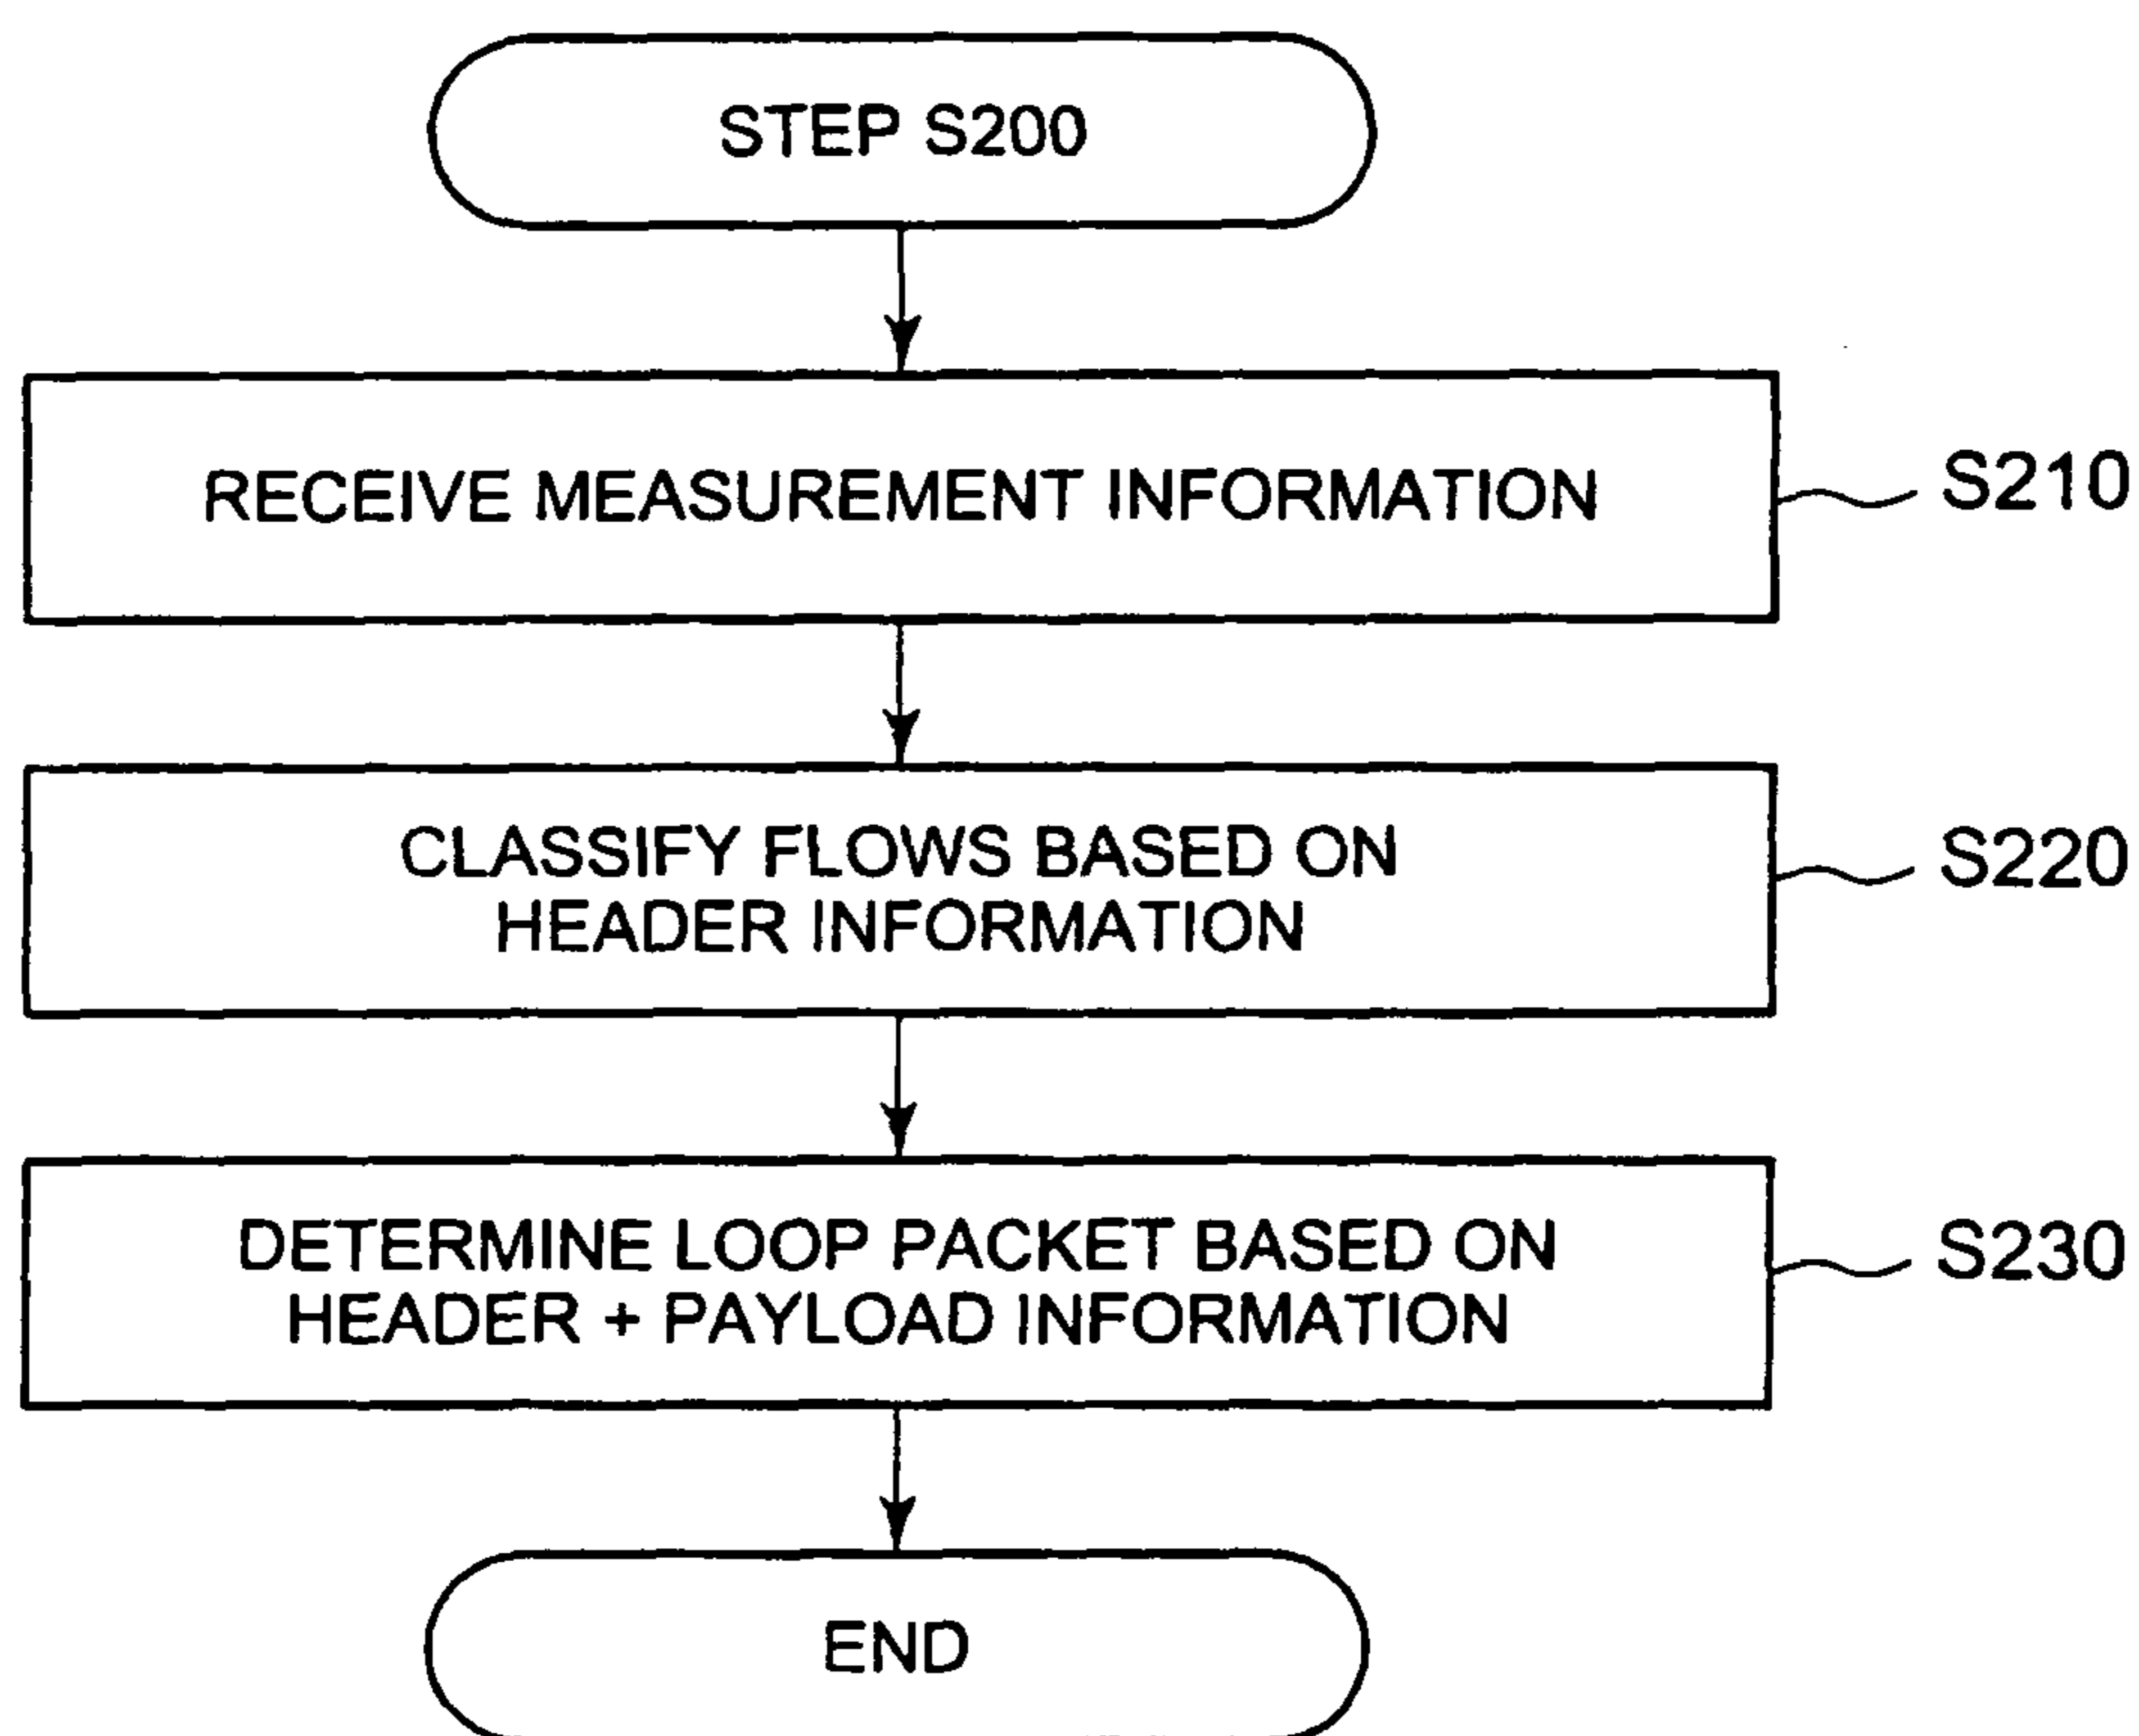 STEP S200
RECEIVE MEASUREMENT INFORMATION
S210
CLASSIFY FLOWS BASED ON
HEADER INFORMATION
S220
DETERMINE LOOP PACKET BASED ON
HEADER + PAYLOAD INFORMATION
S230
END